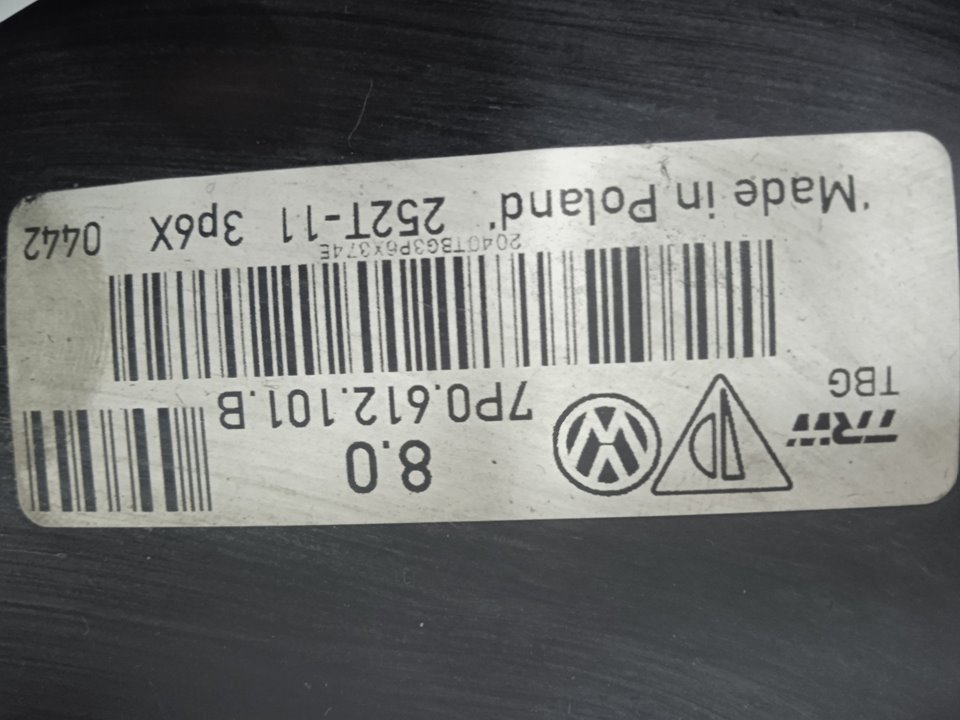 TRW
TBG
8.0
7P0.612.101.B
2040TBG3P6X374E
'Made in Poland' 252T-11 3p6X 0442